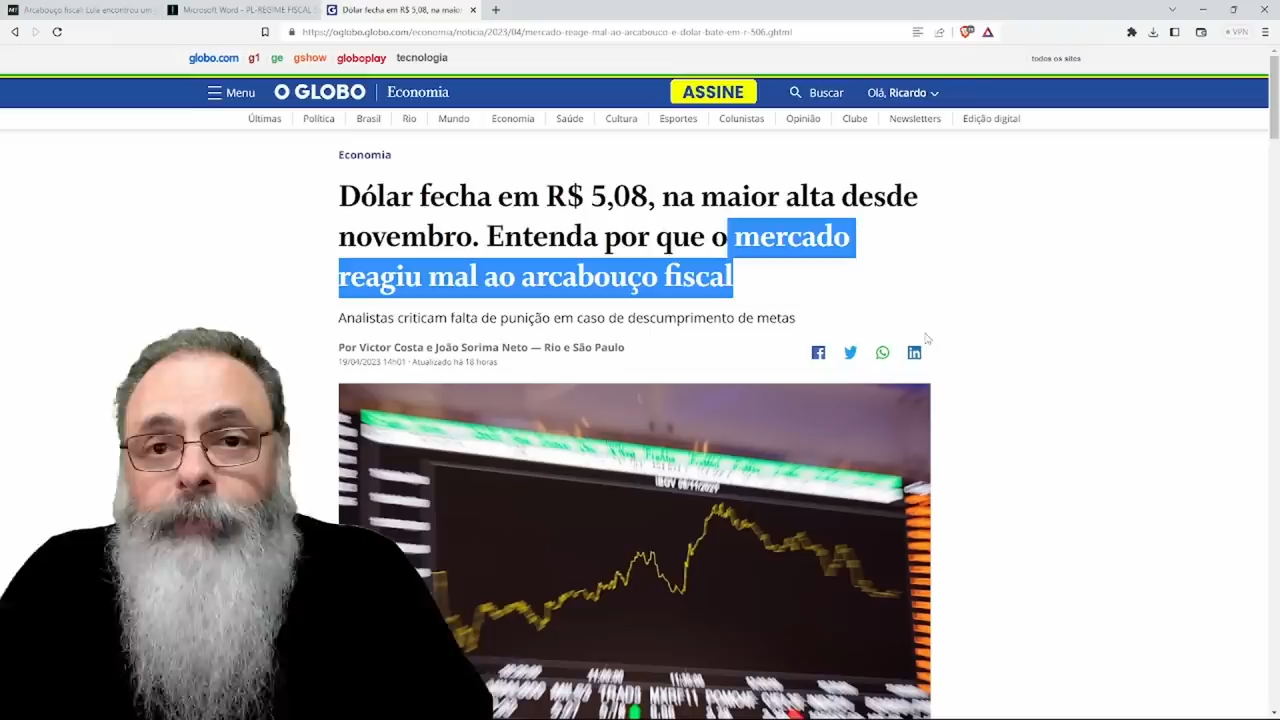 Arcabouço fiscal: Lula encontrou um
Microsoft Word - PL-REGIME FISCAL
Dólar fecha em R$ 5,08, na maior
https://oglobo.globo.com/economia/noticia/2023/04/mercado-reage-mal-ao-arcabouco-e-dolar-bate-em-r-506.ghtml
VPN
globo.com g1 ge gshow globoplay tecnologia
todos os sites
Menu O GLOBO Economia ASSINE Buscar Olá, Ricardo
Últimas Política Brasil Rio Mundo Economia Saúde Cultura Esportes Colunistas Opinião Clube Newsletters Edição digital
Economia
Dólar fecha em R$ 5,08, na maior alta desde
novembro. Entenda por que o mercado
reagiu mal ao arcabouço fiscal
Analistas criticam falta de punição em caso de descumprimento de metas
Por Victor Costa e João Sorima Neto — Rio e São Paulo
19/04/2023 14h01 · Atualizado há 18 horas